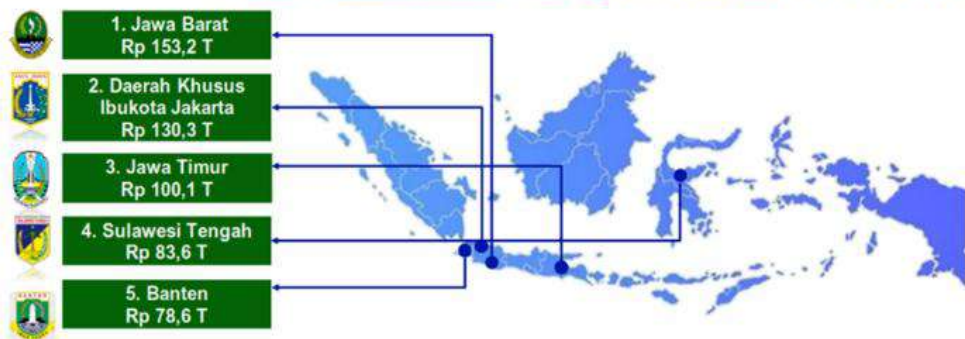 1. Jawa Barat
Rp 153,2 T
2. Daerah Khusus
Ibukota Jakarta
Rp 130,3 T
3. Jawa Timur
Rp 100,1 T
4. Sulawesi Tengah
Rp 83,6 T
5. Banten
Rp 78,6 T